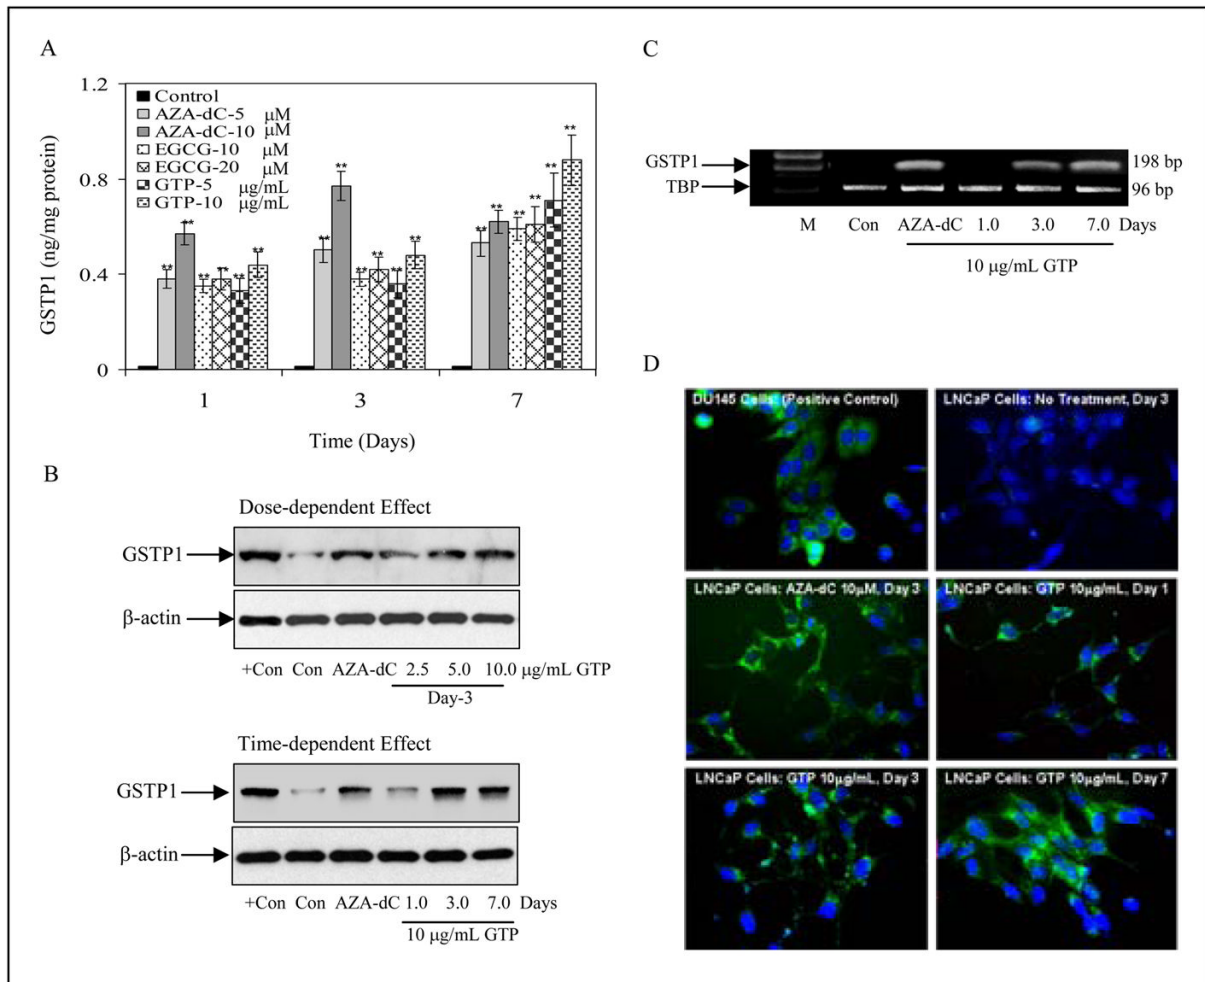 A
1.2
0.8
0.4
0
GSTP1 (ng/mg protein)
Control
AZA-dC-5 μM
AZA-dC-10 μM
EGCG-10 μM
EGCG-20 μM
GTP-5 μg/mL
GTP-10 μg/mL
** ** ** ** ** **
** ** ** ** ** **
** ** ** ** ** **
1 3 7
Time (Days)
B
Dose-dependent Effect
GSTP1
β-actin
+Con Con AZA-dC 2.5 5.0 10.0 μg/mL GTP
Day-3
Time-dependent Effect
GSTP1
β-actin
+Con Con AZA-dC 1.0 3.0 7.0 Days
10 μg/mL GTP
C
GSTP1 198 bp
TBP 96 bp
M Con AZA-dC 1.0 3.0 7.0 Days
10 μg/mL GTP
D
DU145 Cells: (Positive Control)
LNCaP Cells: No Treatment, Day 3
LNCaP Cells: AZA-dC 10μM, Day 3
LNCaP Cells: GTP 10μg/mL, Day 1
LNCaP Cells: GTP 10μg/mL, Day 3
LNCaP Cells: GTP 10μg/mL, Day 7